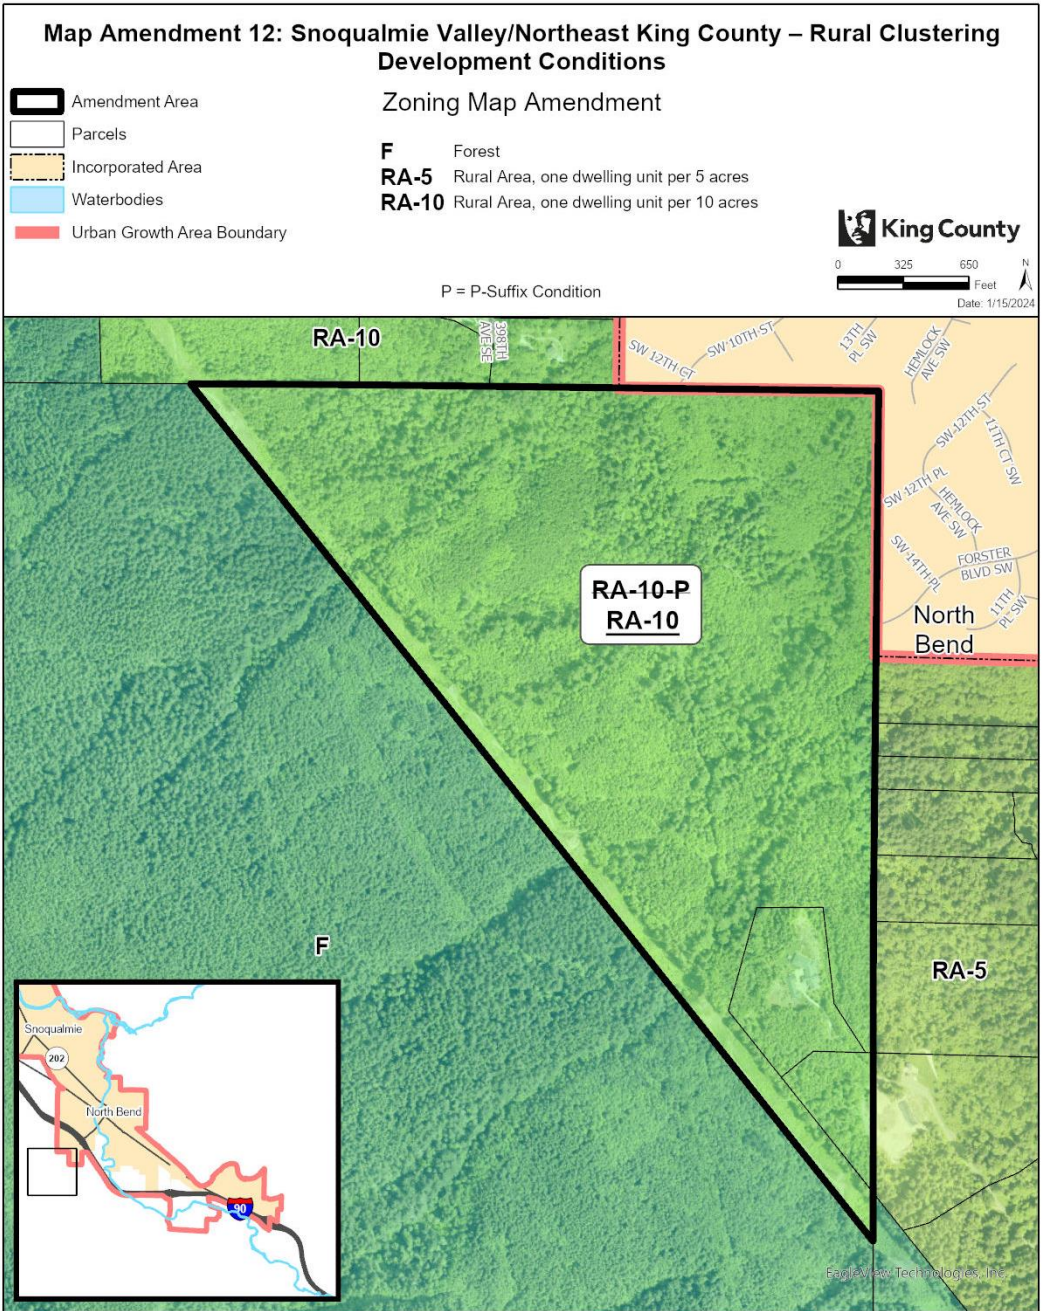 Map Amendment 12: Snoqualmie Valley/Northeast King County – Rural Clustering
Development Conditions
Amendment Area
Parcels
Incorporated Area
Waterbodies
Urban Growth Area Boundary
Zoning Map Amendment
F Forest
RA-5 Rural Area, one dwelling unit per 5 acres
RA-10 Rural Area, one dwelling unit per 10 acres
P = P-Suffix Condition
King County
0 325 650
Feet
N
Date: 1/15/2024
RA-10
398TH
AVE SE
SW 12TH CT
SW 10TH ST
13TH
PL SW
HEMLOCK
AVE SW
SW 12TH ST
11TH CT SW
SW 12TH PL
HEMLOCK
AVE SW
SW 14TH PL
FORSTER
BLVD SW
11TH
PL SW
North
Bend
RA-10-P
RA-10
F
RA-5
Snoqualmie
202
North Bend
90
EagleView Technologies, Inc.